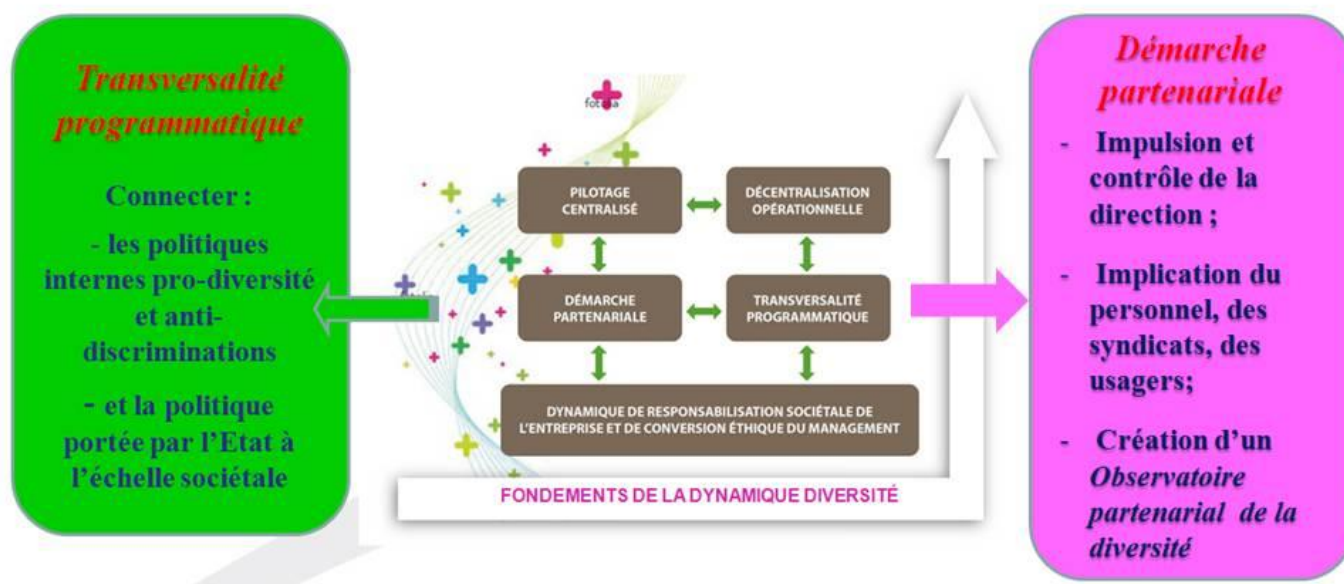 Transversalité
programmatique
Connecter :
- les politiques
internes pro-diversité
et anti-
discriminations
- et la politique
portée par l’Etat à
l’échelle sociétale
PILOTAGE
CENTRALISÉ
DÉCENTRALISATION
OPÉRATIONNELLE
DÉMARCHE
PARTENARIALE
TRANSVERSALITÉ
PROGRAMMATIQUE
DYNAMIQUE DE RESPONSABILISATION SOCIÉTALE DE
L’ENTREPRISE ET DE CONVERSION ÉTHIQUE DU MANAGEMENT
FONDEMENTS DE LA DYNAMIQUE DIVERSITÉ
Démarche
partenariale
- Impulsion et
contrôle de la
direction ;
- Implication du
personnel, des
syndicats, des
usagers;
- Création d’un
Observatoire
partenarial de la
diversité